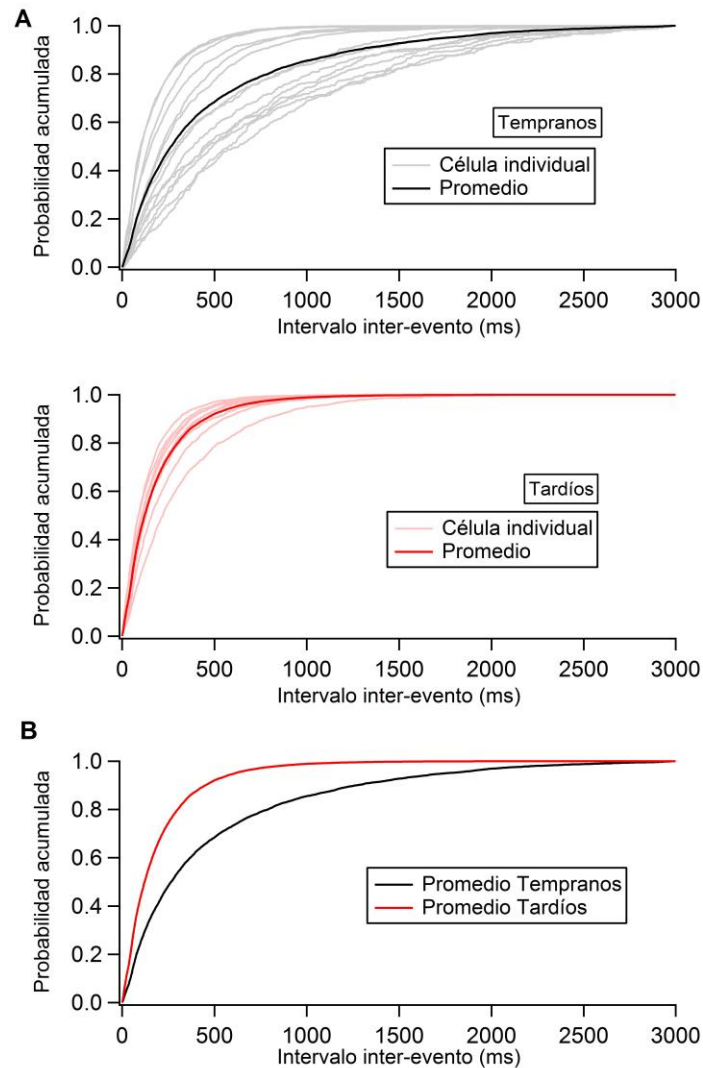 A
Probabilidad acumulada
1.0
0.8
0.6
0.4
0.2
0.0
Tempranos
Célula individual
Promedio
0 500 1000 1500 2000 2500 3000
Intervalo inter-evento (ms)
Probabilidad acumulada
1.0
0.8
0.6
0.4
0.2
0.0
Tardíos
Célula individual
Promedio
0 500 1000 1500 2000 2500 3000
Intervalo inter-evento (ms)
B
Probabilidad acumulada
1.0
0.8
0.6
0.4
0.2
0.0
Promedio Tempranos
Promedio Tardíos
0 500 1000 1500 2000 2500 3000
Intervalo inter-evento (ms)